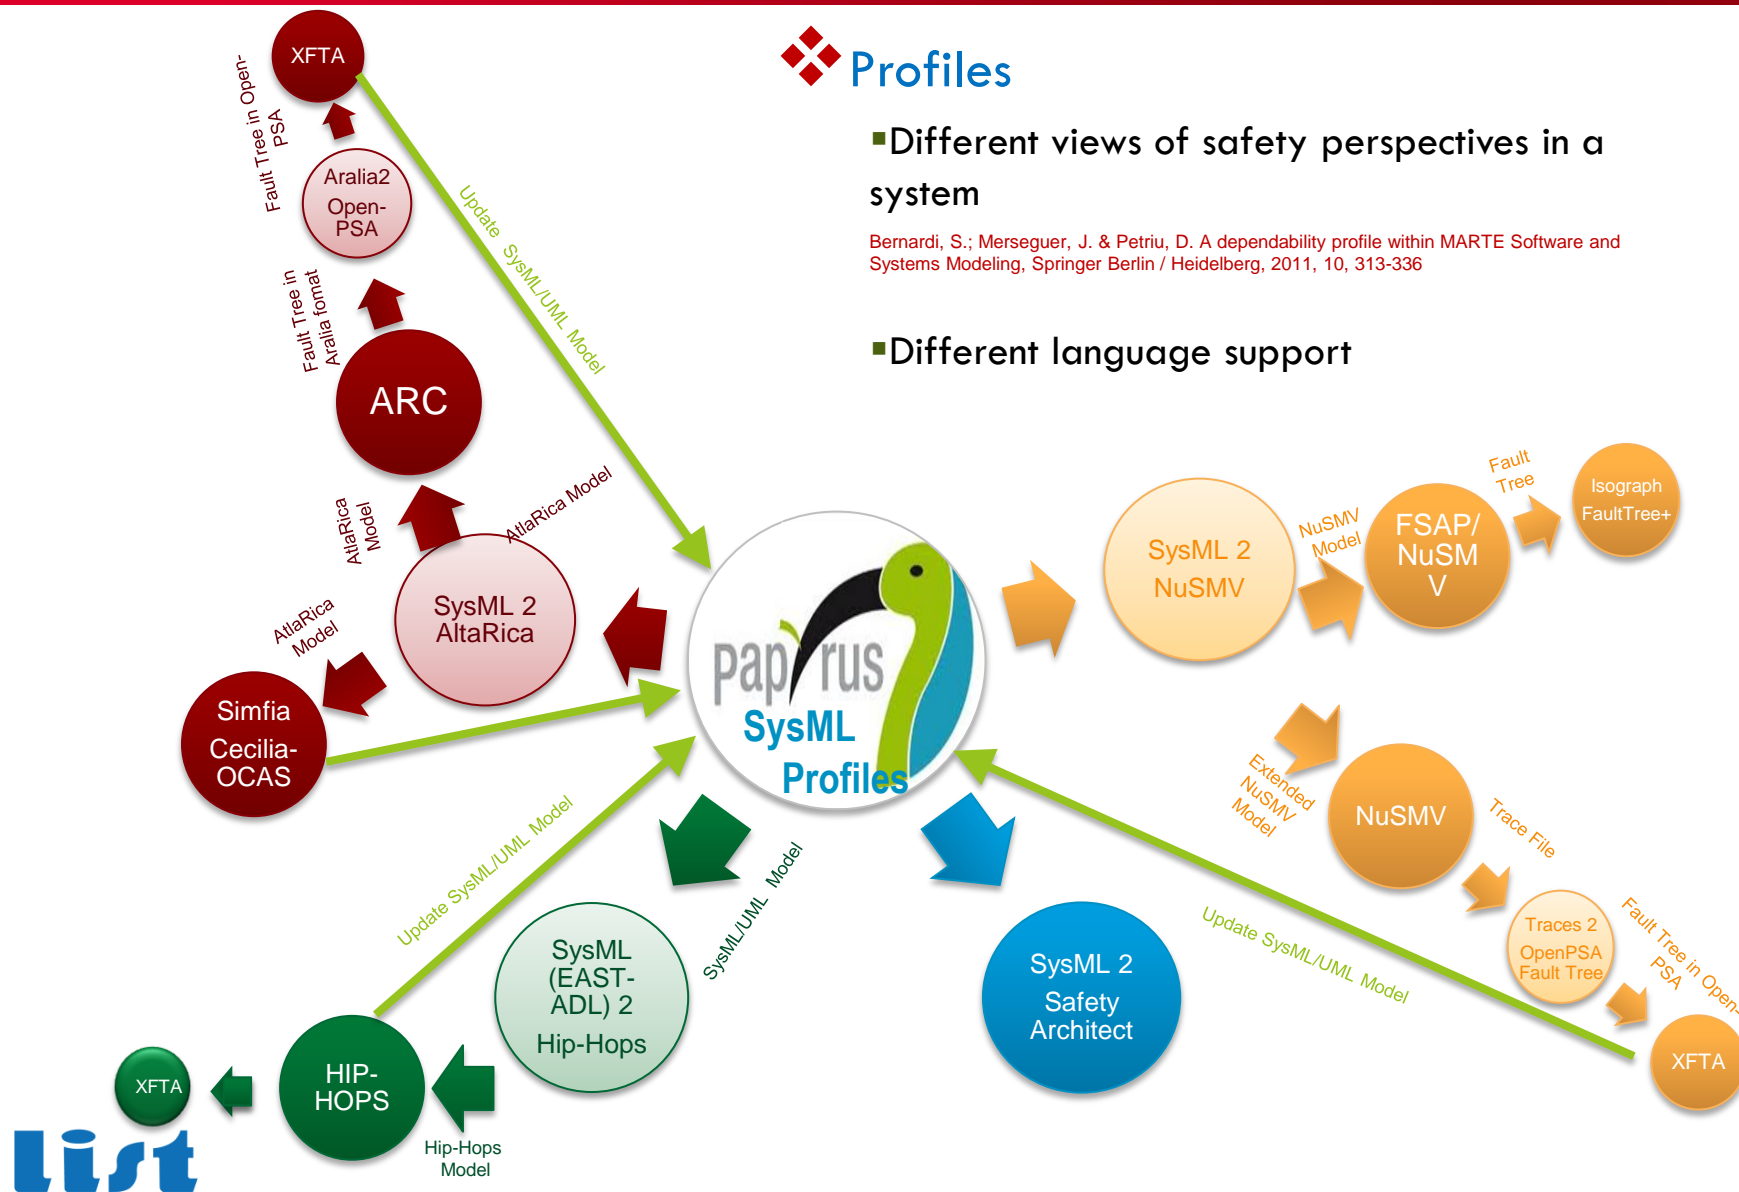 Profiles
Different views of safety perspectives in a
system
Bernardi, S.; Merseguer, J. & Petriu, D. A dependability profile within MARTE Software and
Systems Modeling, Springer Berlin / Heidelberg, 2011, 10, 313-336
Different language support
XFTA
Fault Tree in Open-
PSA
Aralia2
Open-
PSA
Fault Tree in
Aralia fomat
ARC
AtlaRica
Model
AtlaRica Model
SysML 2
AltaRica
AtlaRica
Model
Simfia
Cecilia-
OCAS
Update SysML/UML Model
papyrus
SysML
Profiles
SysML 2
NuSMV
NuSMV
Model
FSAP/
NuSM
V
Fault
Tree
Isograph
FaultTree+
Extended
NuSMV
Model
NuSMV
Trace File
Traces 2
OpenPSA
Fault Tree
Fault Tree in Open-
PSA
XFTA
Update SysML/UML Model
Update SysML/UML Model
SysML/UML Model
SysML
(EAST-
ADL) 2
Hip-Hops
Hip-Hops
Model
HIP-
HOPS
XFTA
SysML 2
Safety
Architect
list